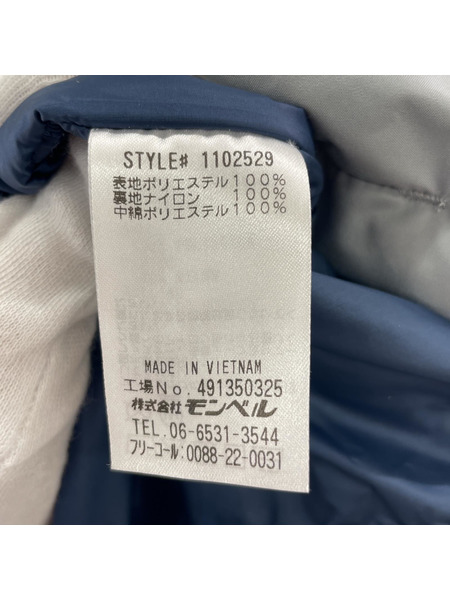 STYLE# 1102529
表地ポリエステル100%
裏地ナイロン100%
中綿ポリエステル100%
MADE IN VIETNAM
工場No. 491350325
株式会社 モンベル
TEL. 06-6531-3544
フリーコール:0088-22-0031